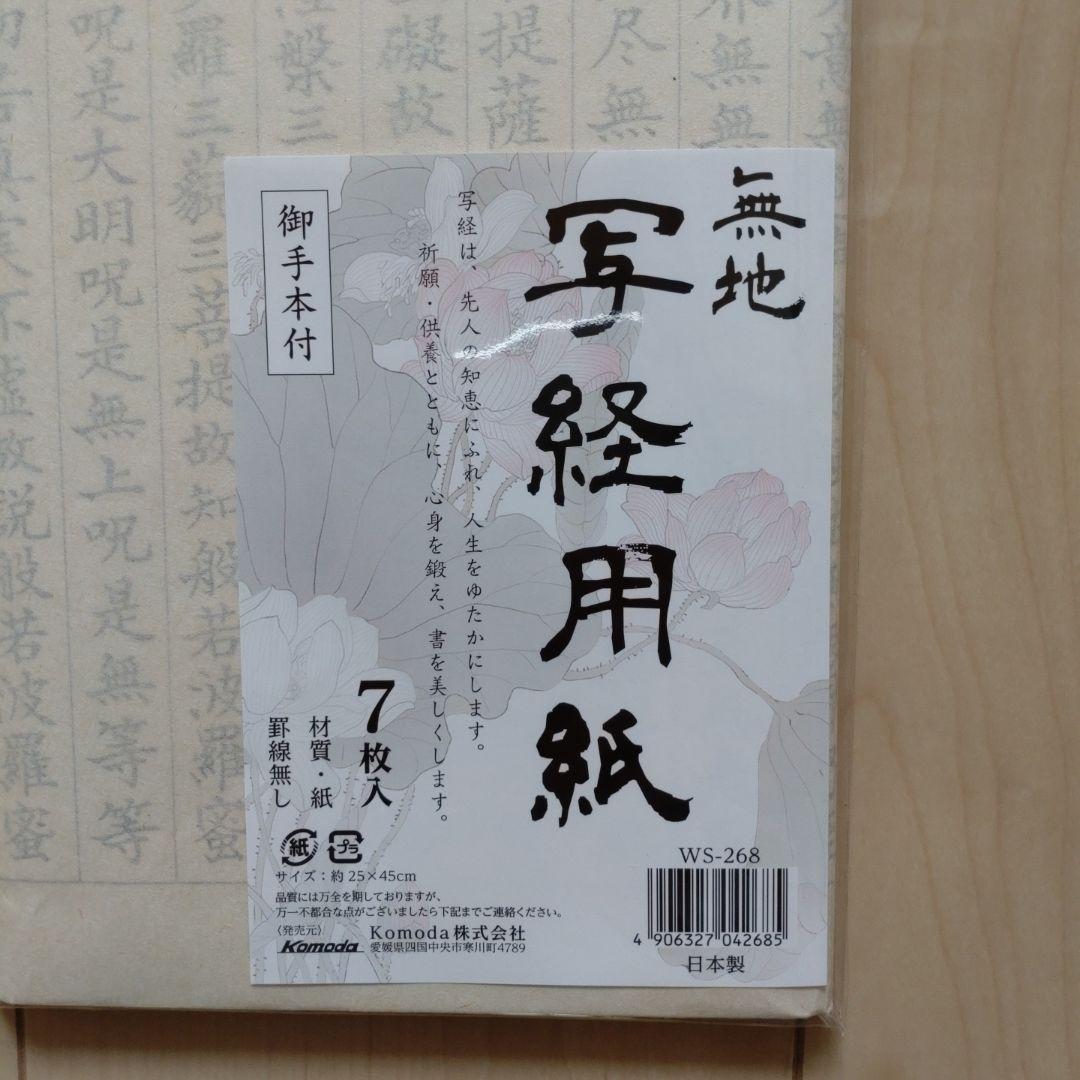 無地
写経用紙
写経は、先人の知恵にふれ、人生をゆたかにします。
祈願・供養とともに、心身を鍛え、書を美しくします。
御手本付
7枚入
材質・紙
罫線無し
紙
プラ
サイズ：約25×45cm
品質には万全を期しておりますが、
万一不都合な点がございましたら下記までご連絡ください。
〈発売元〉
Komoda
Komoda株式会社
愛媛県四国中央市寒川町4789
WS-268
4 906327 042685
日本製
尽無
提薩
礙故
槃三
羅三藐三菩提故知般若波羅
呪是大明呪是無上呪是無等等
不虚故説般若波羅蜜